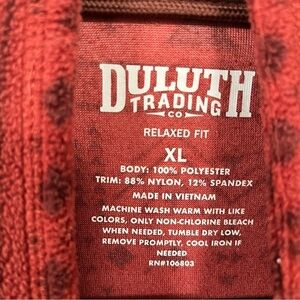 DULUTH
TRADING
CO
RELAXED FIT
XL
BODY: 100% POLYESTER
TRIM: 88% NYLON, 12% SPANDEX
MADE IN VIETNAM
MACHINE WASH WARM WITH LIKE
COLORS, ONLY NON-CHLORINE BLEACH
WHEN NEEDED, TUMBLE DRY LOW,
REMOVE PROMPTLY, COOL IRON IF
NEEDED
RN#106803